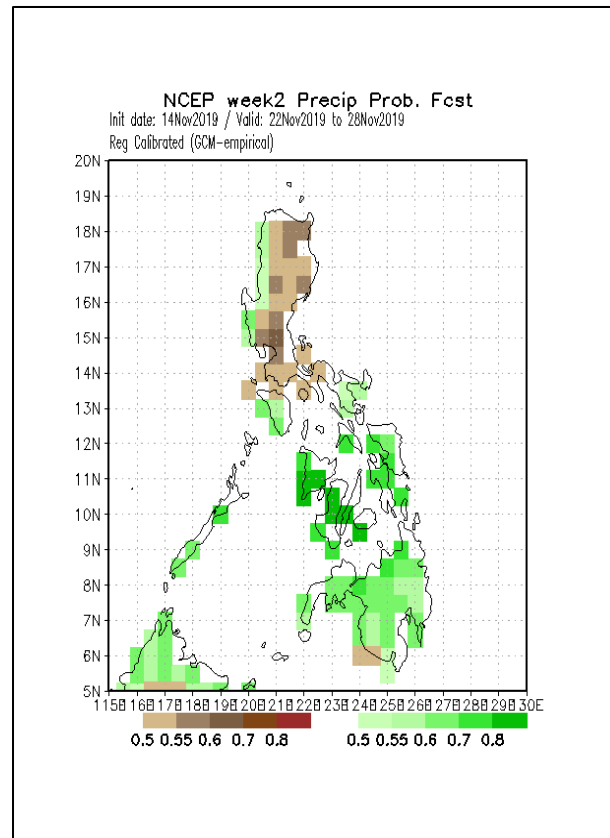 NCEP week2 Precip Prob. Fcst
Init date: 14Nov2019 / Valid: 22Nov2019 to 28Nov2019
Reg Calibrated (GCM-empirical)
20N
19N
18N
17N
16N
15N
14N
13N
12N
11N
10N
9N
8N
7N
6N
5N
115E 116E 117E 118E 119E 120E 121E 122E 123E 124E 125E 126E 127E 128E 129E 130E
0.5 0.55 0.6 0.7 0.8 0.5 0.55 0.6 0.7 0.8